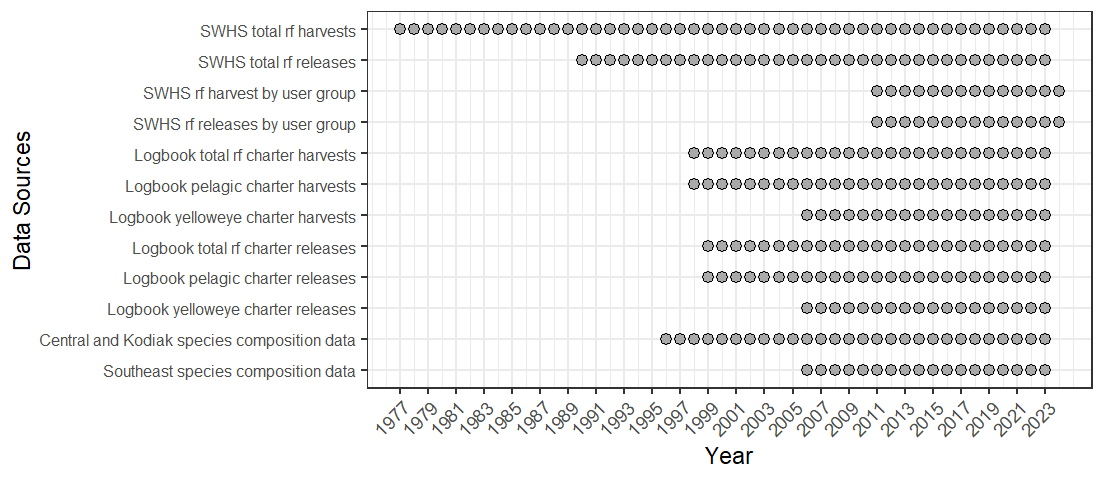 SWHS total rf harvests
SWHS total rf releases
SWHS rf harvest by user group
SWHS rf releases by user group
Logbook total rf charter harvests
Logbook pelagic charter harvests
Logbook yelloweye charter harvests
Logbook total rf charter releases
Logbook pelagic charter releases
Logbook yelloweye charter releases
Central and Kodiak species composition data
Southeast species composition data
Data Sources
1977 1979 1981 1983 1985 1987 1989 1991 1993 1995 1997 1999 2001 2003 2005 2007 2009 2011 2013 2015 2017 2019 2021 2023
Year